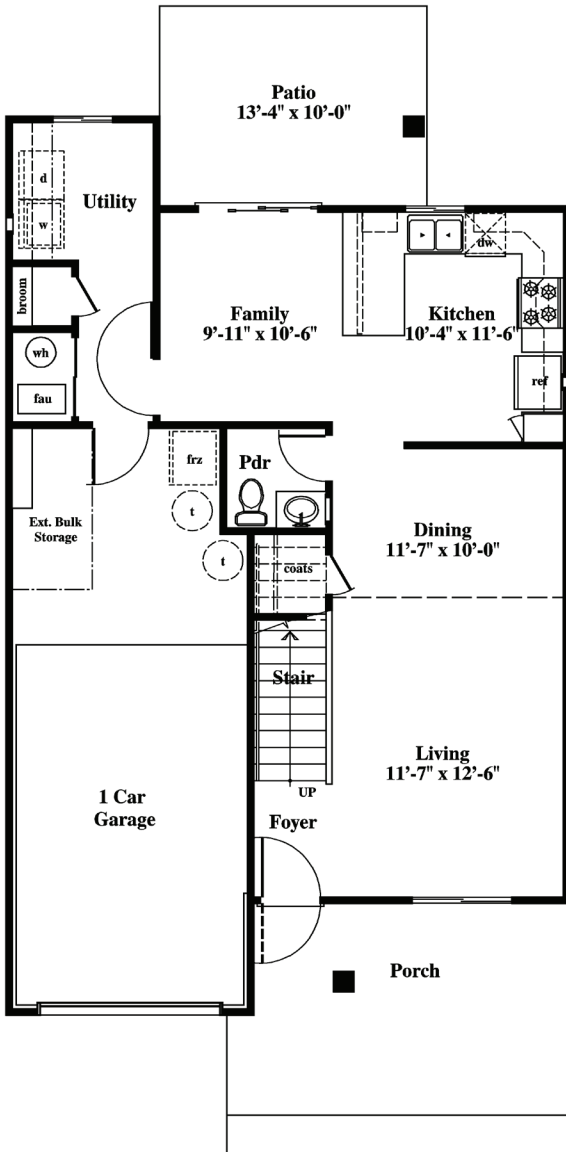 Patio
13'-4" x 10'-0"
d
w
Utility
broom
wh
fau
Family
9'-11" x 10'-6"
dw
Kitchen
10'-4" x 11'-6"
ref
Ext. Bulk
Storage
frz
t
t
Pdr
coats
Dining
11'-7" x 10'-0"
Stair
UP
Living
11'-7" x 12'-6"
1 Car
Garage
Foyer
Porch